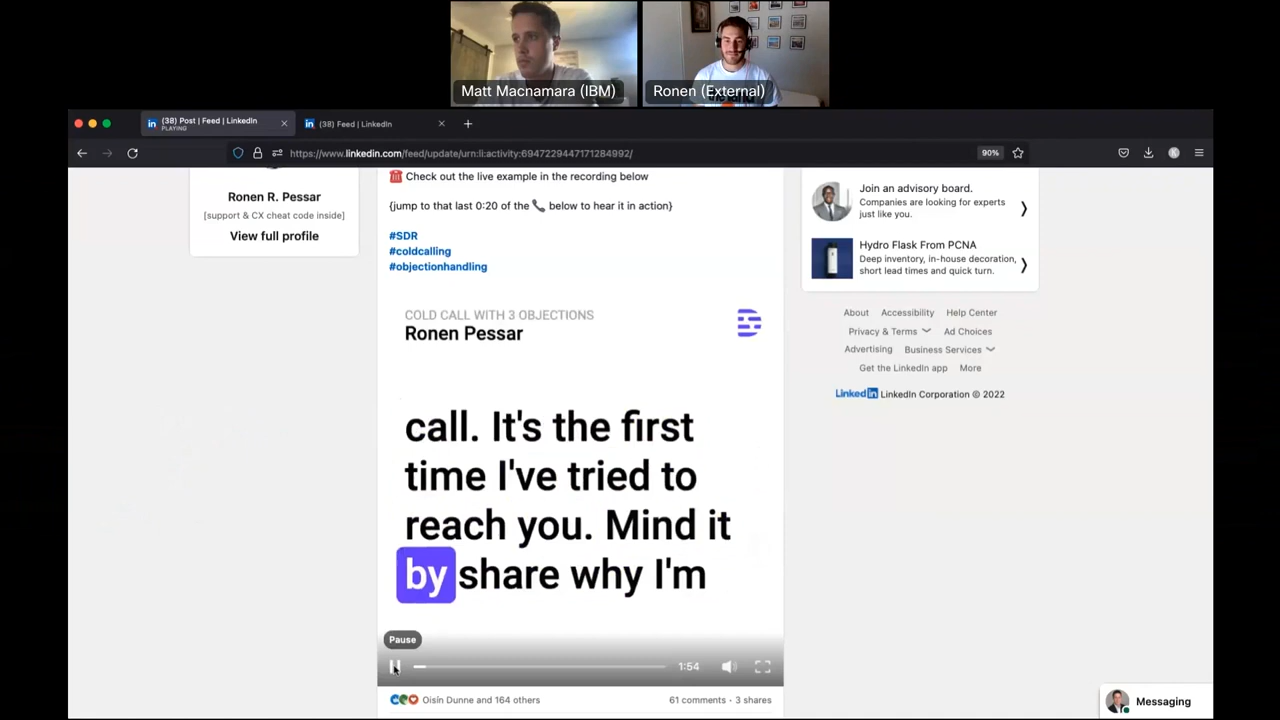 Matt Macnamara (IBM)
Ronen (External)
(38) Post | Feed | LinkedIn
PLAYING
(38) Feed | LinkedIn
https://www.linkedin.com/feed/update/urn:li:activity:6947229447171284992/
90%
Ronen R. Pessar
[support & CX cheat code inside]
View full profile
Check out the live example in the recording below
{jump to that last 0:20 of the below to hear it in action}
#SDR
#coldcalling
#objectionhandling
COLD CALL WITH 3 OBJECTIONS
Ronen Pessar
call. It's the first
time I've tried to
reach you. Mind it
by share why I'm
Pause
1:54
Oisín Dunne and 164 others
61 comments · 3 shares
Join an advisory board.
Companies are looking for experts
just like you.
Hydro Flask From PCNA
Deep inventory, in-house decoration,
short lead times and quick turn.
About Accessibility Help Center
Privacy & Terms Ad Choices
Advertising Business Services
Get the LinkedIn app More
LinkedIn LinkedIn Corporation © 2022
Messaging